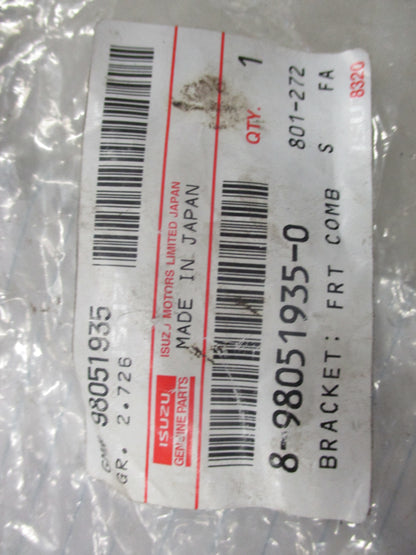 GMP 98051935
GR. 2.726
ISUZU
GENUINE PARTS
ISUZU MOTORS LIMITED JAPAN
MADE IN JAPAN
QTY. 1
8-98051935-0
801-272
BRACKET: FRT COMB S FA
8320